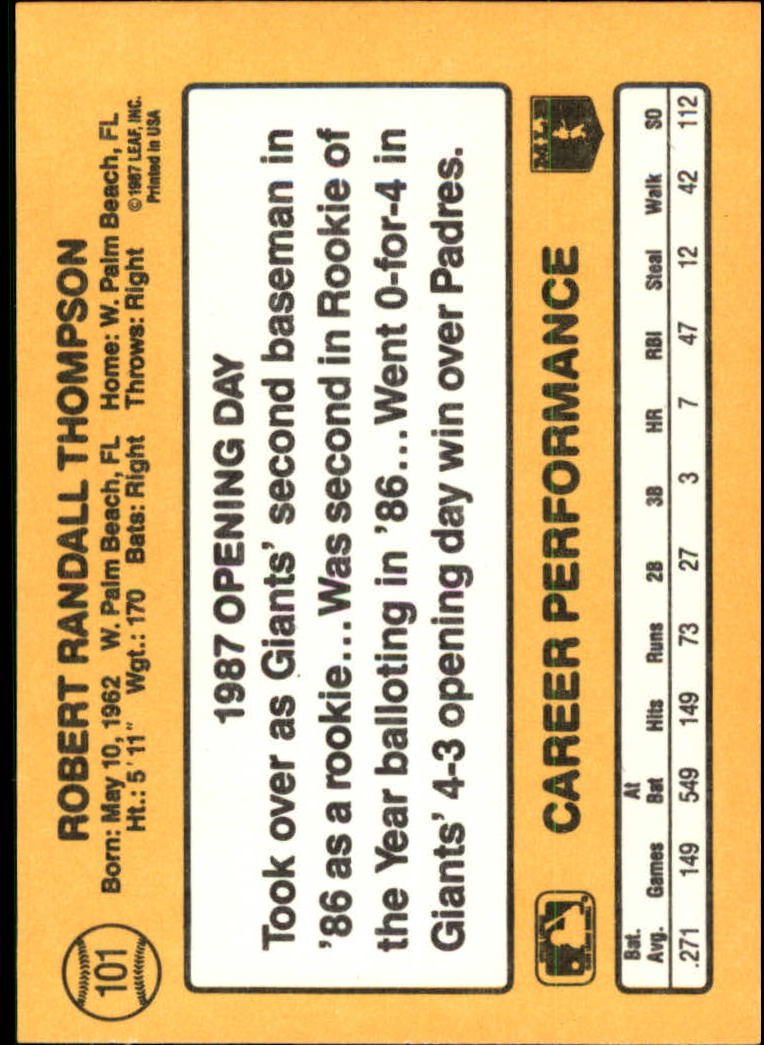 101
ROBERT RANDALL THOMPSON
Born: May 10, 1962 W. Palm Beach, FL Home: W. Palm Beach, FL
Ht.: 5'11" Wgt.: 170 Bats: Right Throws: Right
© 1987 LEAF, INC.
Printed in USA
1987 OPENING DAY
Took over as Giants' second baseman in
'86 as a rookie...Was second in Rookie of
the Year balloting in '86...Went 0-for-4 in
Giants' 4-3 opening day win over Padres.
CAREER PERFORMANCE
Bat. Avg. Games At Bat Hits Runs 2B 3B HR RBI Steal Walk SO
.271 149 549 149 73 27 3 7 47 12 42 112